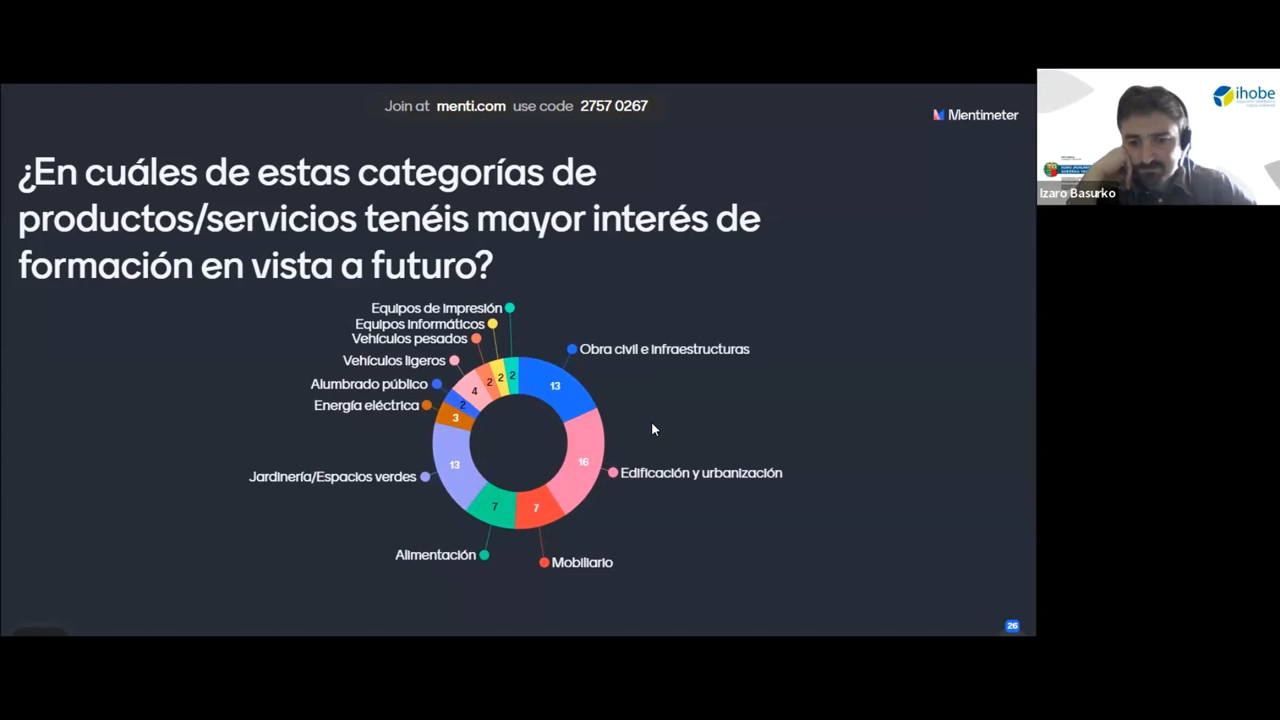 Join at menti.com use code 2757 0267
Mentimeter
¿En cuáles de estas categorías de
productos/servicios tenéis mayor interés de
formación en vista a futuro?
Equipos de impresión
Equipos informáticos
Vehículos pesados
Vehículos ligeros
Alumbrado público
Energía eléctrica
Jardinería/Espacios verdes
Alimentación
Mobiliario
Edificación y urbanización
Obra civil e infraestructuras
13
16
7
7
13
3
2
4
2
2
2
26
ihobe
Izaro Basurko